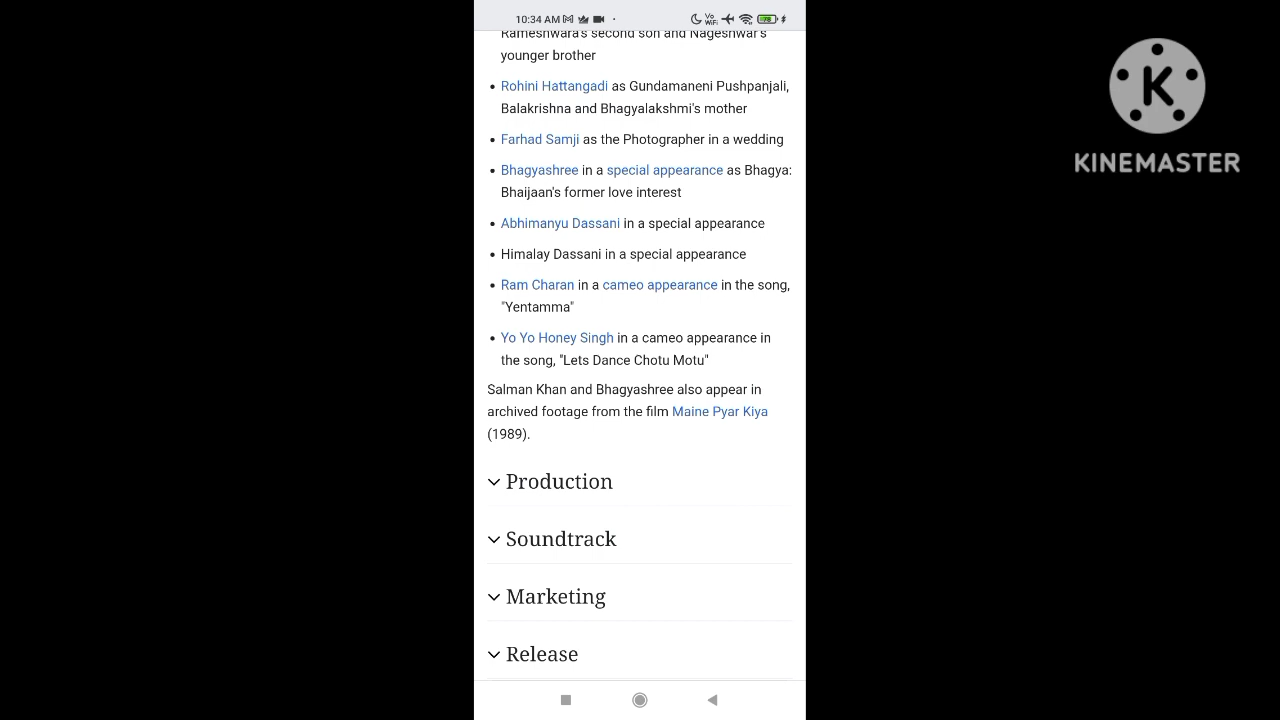 10:34 AM
Vo
WiFi
78
Rameshwara's second son and Nageshwar's
younger brother
Rohini Hattangadi as Gundamaneni Pushpanjali,
Balakrishna and Bhagyalakshmi's mother
Farhad Samji as the Photographer in a wedding
Bhagyashree in a special appearance as Bhagya:
Bhaijaan's former love interest
Abhimanyu Dassani in a special appearance
Himalay Dassani in a special appearance
Ram Charan in a cameo appearance in the song,
"Yentamma"
Yo Yo Honey Singh in a cameo appearance in
the song, "Lets Dance Chotu Motu"
Salman Khan and Bhagyashree also appear in
archived footage from the film Maine Pyar Kiya
(1989).
Production
Soundtrack
Marketing
Release
K
KINEMASTER